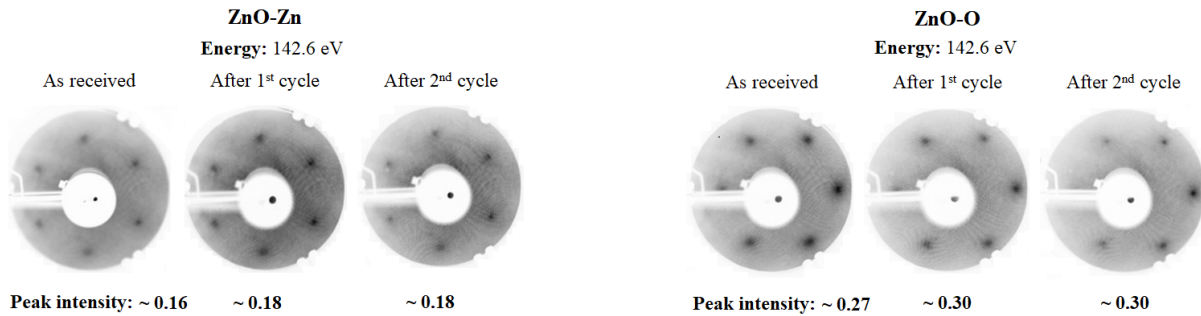 ZnO-Zn
Energy: 142.6 eV
As received After 1st cycle After 2nd cycle
Peak intensity: ~ 0.16 ~ 0.18 ~ 0.18
ZnO-O
Energy: 142.6 eV
As received After 1st cycle After 2nd cycle
Peak intensity: ~ 0.27 ~ 0.30 ~ 0.30